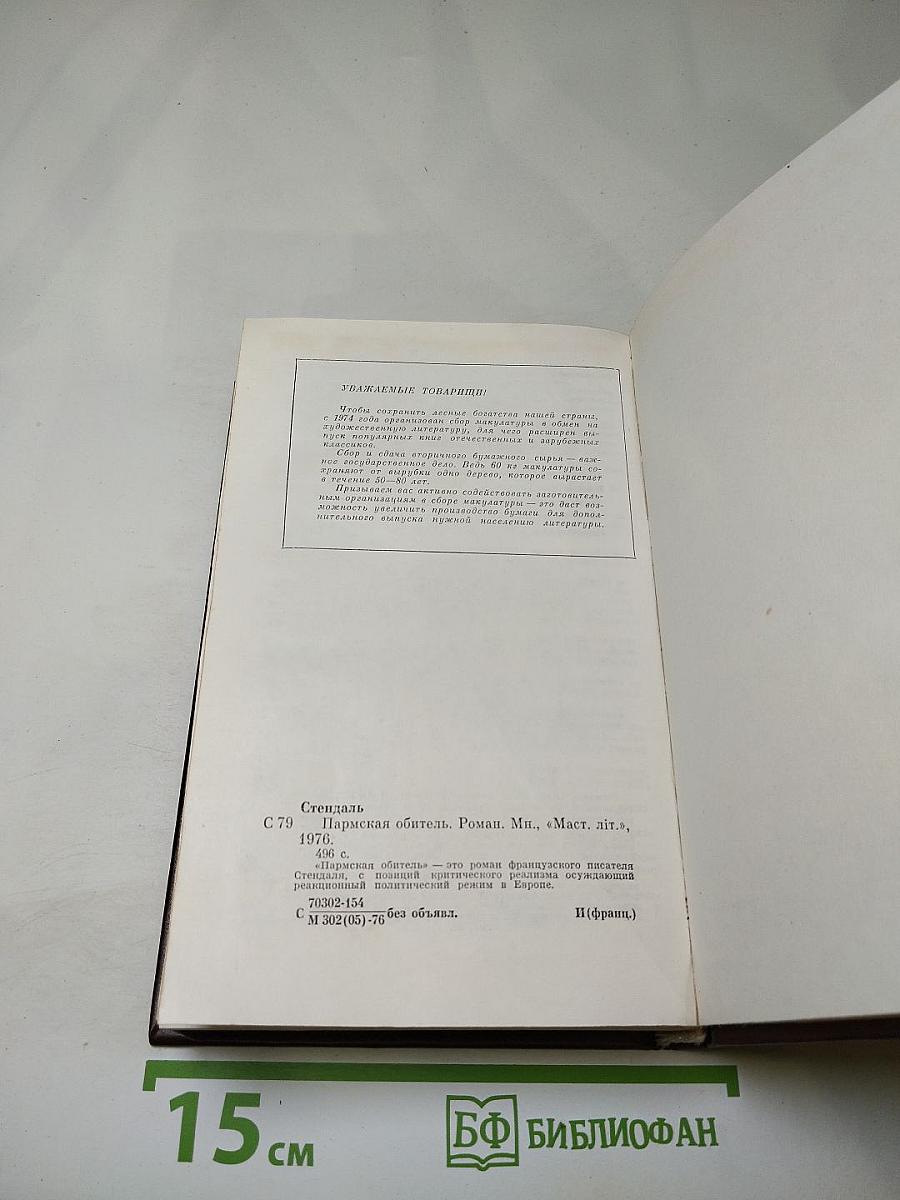 УВАЖАЕМЫЕ ТОВАРИЩИ!
Чтобы сохранить лесные богатства нашей страны,
с 1974 года организован сбор макулатуры в обмен на
художественную литературу, для чего расширен вы-
пуск популярных книг отечественных и зарубежных
классиков.
Сбор и сдача вторичного бумажного сырья — важ-
ное государственное дело. Ведь 60 кг макулатуры со-
храняют от вырубки одно дерево, которое вырастает
в течение 50—80 лет.
Призываем вас активно содействовать заготовитель-
ным организациям в сборе макулатуры — это даст воз-
можность увеличить производство бумаги для допол-
нительного выпуска нужной населению литературы.
Стендаль
С 79 Пармская обитель. Роман. Мн., «Маст. літ.»,
1976.
496 с.
«Пармская обитель» — это роман французского писателя
Стендаля, с позиций критического реализма осуждающий
реакционный политический режим в Европе.
70302-154
С без объявл. И(франц.)
М 302(05)-76
15 см
БФ БИБЛИОФАН